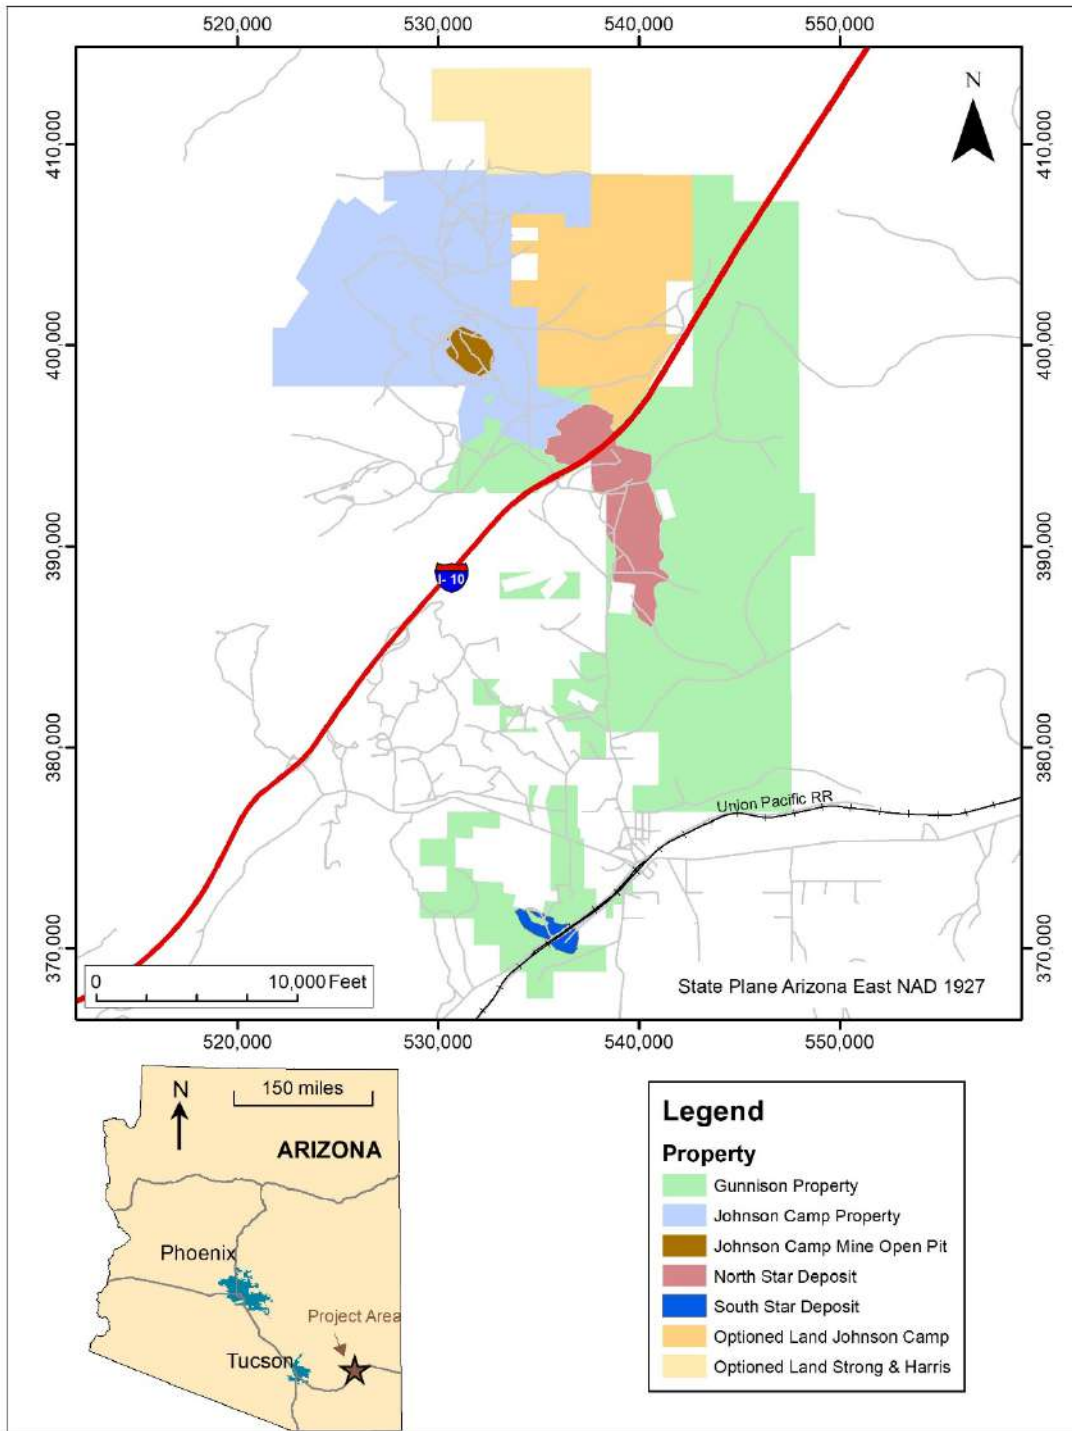 520,000 530,000 540,000 550,000
N
410,000 410,000
400,000 400,000
390,000 390,000
I-10
380,000 380,000
Union Pacific RR
370,000 370,000
0 10,000 Feet
State Plane Arizona East NAD 1927
520,000 530,000 540,000 550,000
N
150 miles
ARIZONA
Phoenix
Project Area
Tucson
Legend
Property
Gunnison Property
Johnson Camp Property
Johnson Camp Mine Open Pit
North Star Deposit
South Star Deposit
Optioned Land Johnson Camp
Optioned Land Strong & Harris